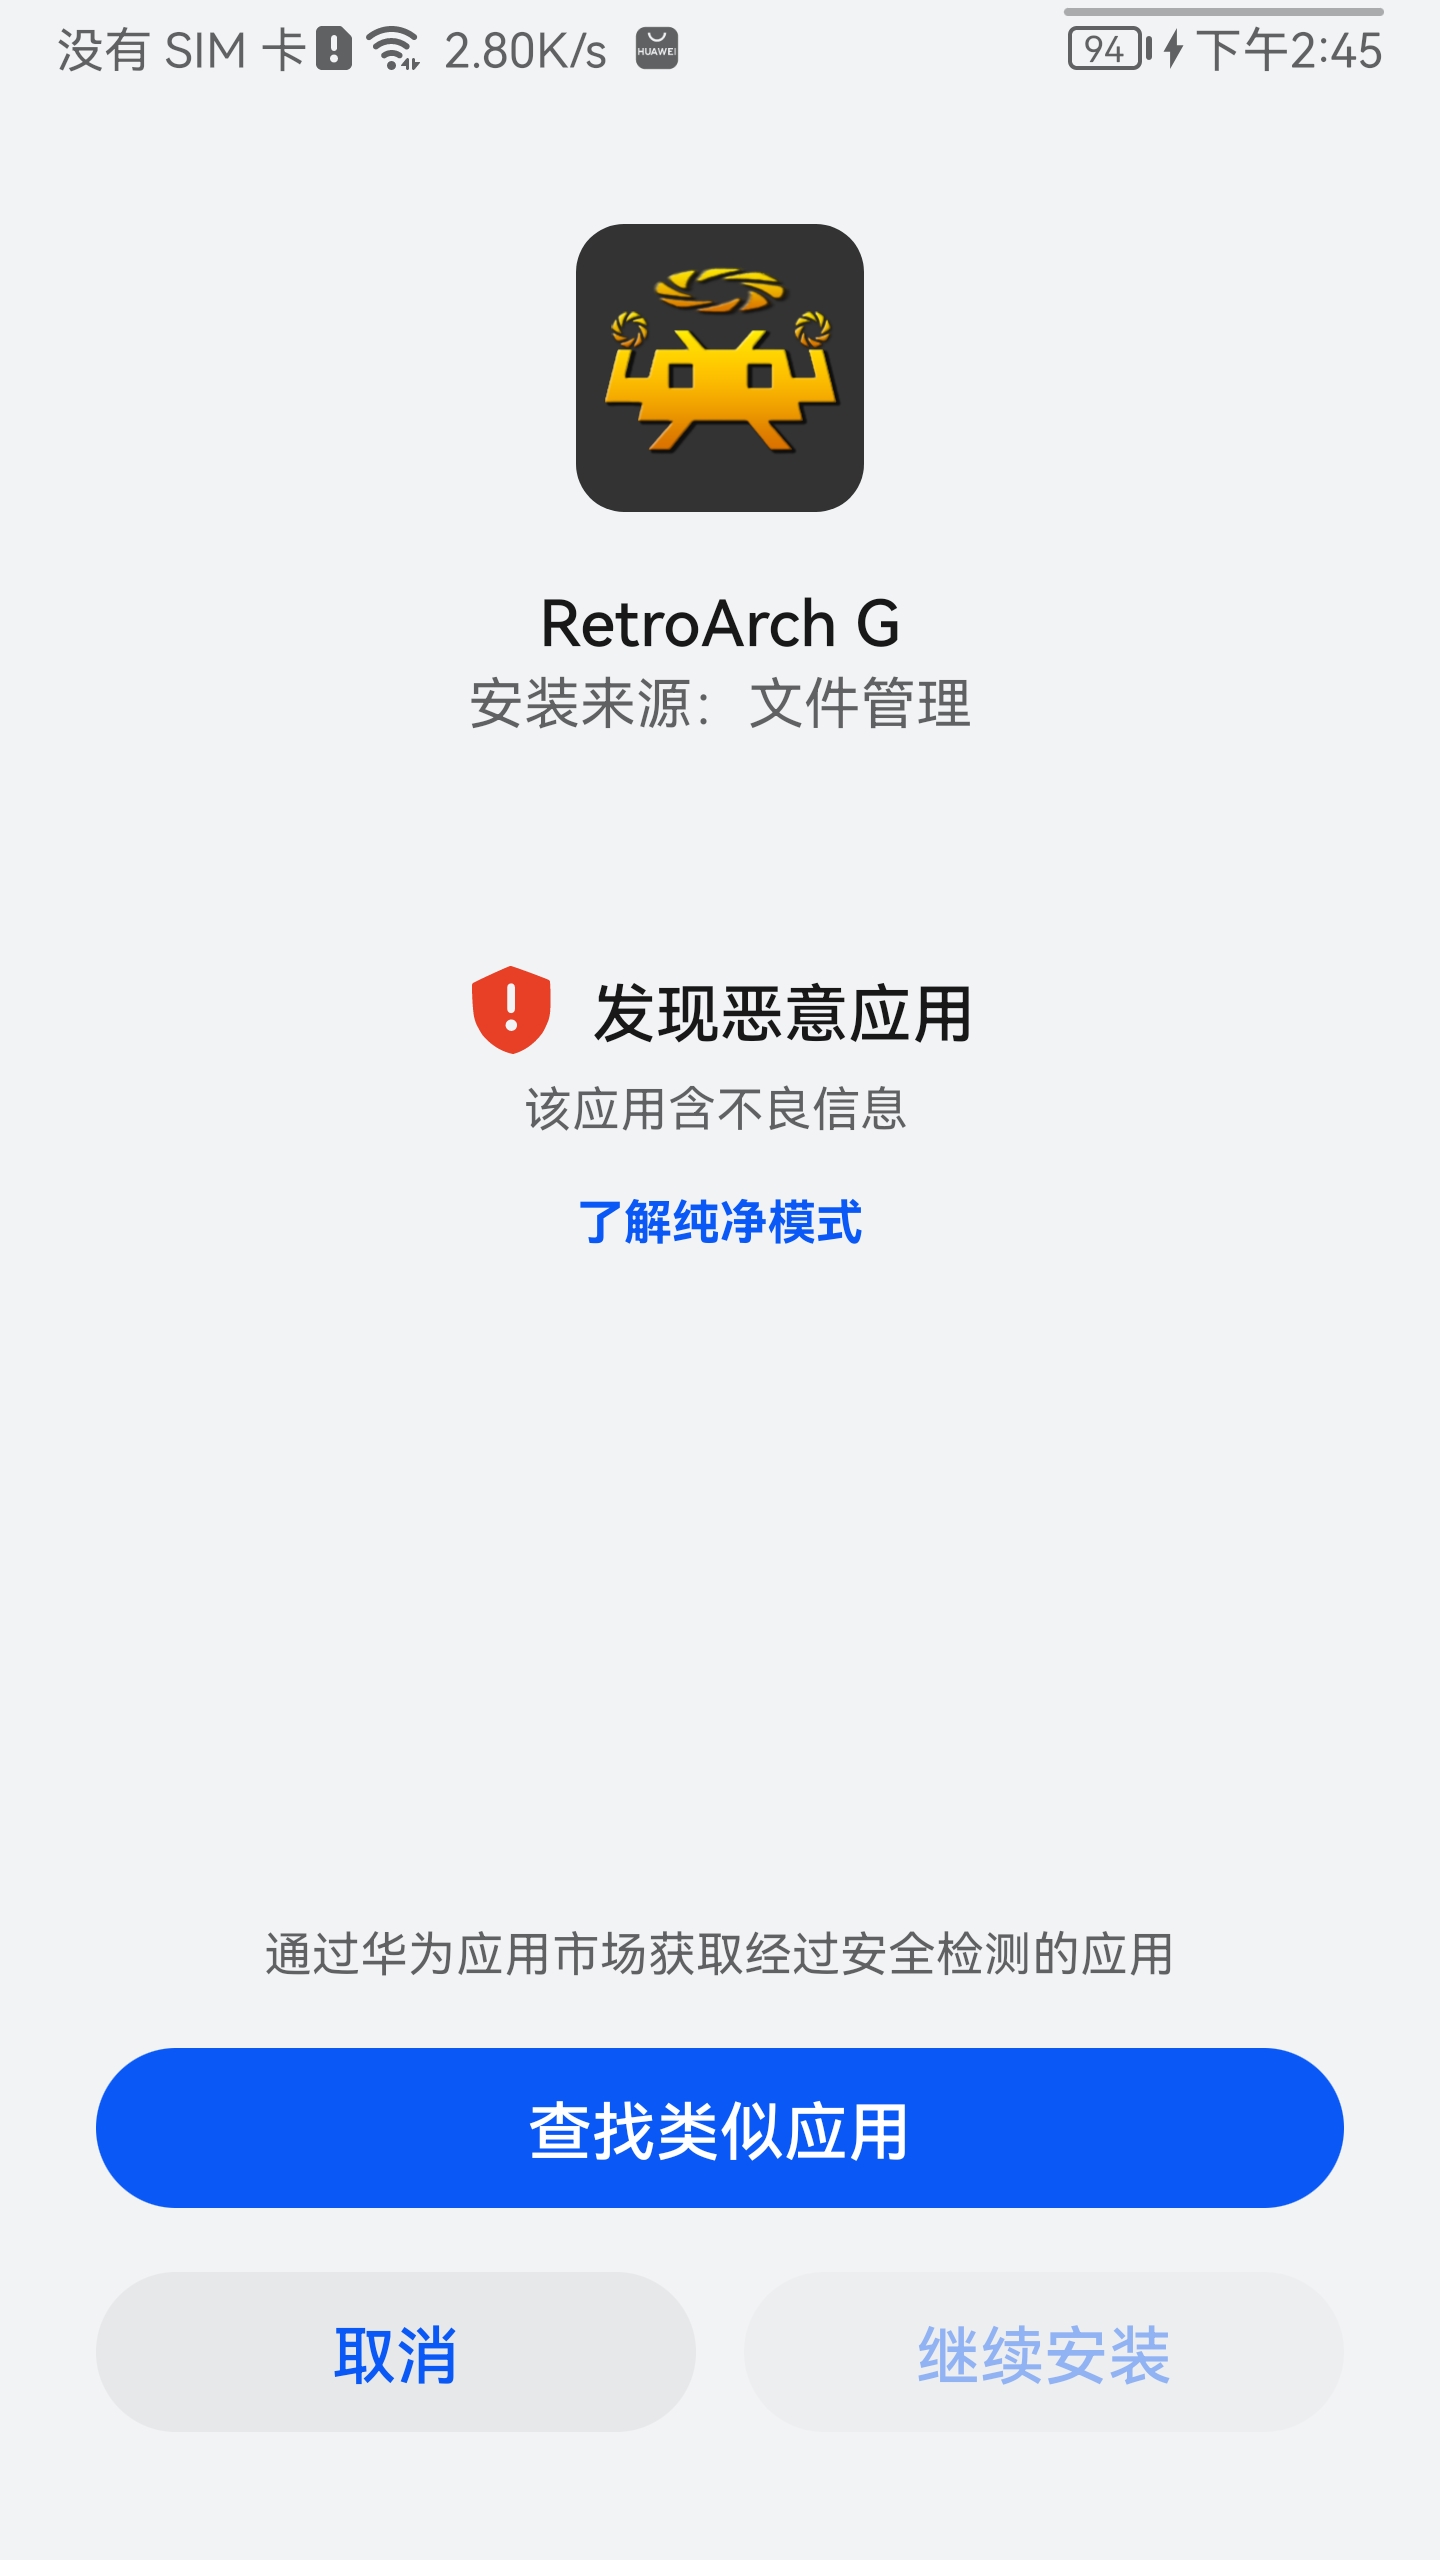 没有 SIM 卡 2.80K/s HUAWEI 94 下午2:45
RetroArch G
安装来源：文件管理
发现恶意应用
该应用含不良信息
了解纯净模式
通过华为应用市场获取经过安全检测的应用
查找类似应用
取消 继续安装